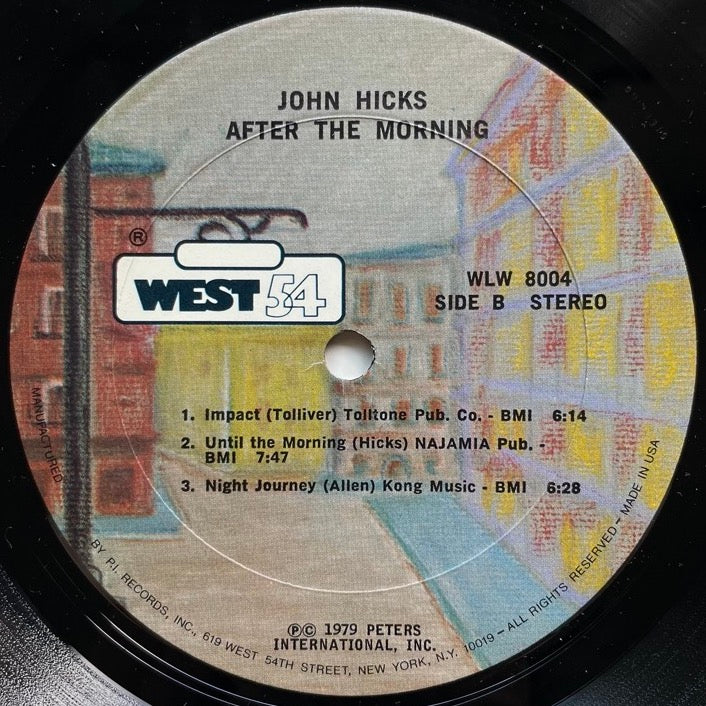 JOHN HICKS
AFTER THE MORNING
®
WEST 54
WLW 8004
SIDE B STEREO
1. Impact (Tolliver) Tolltone Pub. Co. - BMI 6:14
2. Until the Morning (Hicks) NAJAMIA Pub. -
BMI 7:47
3. Night Journey (Allen) Kong Music - BMI 6:28
℗© 1979 PETERS
INTERNATIONAL, INC.
MANUFACTURED BY P.I. RECORDS, INC., 619 WEST 54TH STREET, NEW YORK, N.Y. 10019 – ALL RIGHTS RESERVED – MADE IN USA